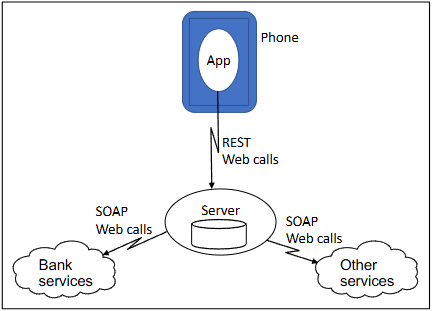 Phone
App
REST
Web calls
SOAP
Web calls
Server
SOAP
Web calls
Bank
services
Other
services